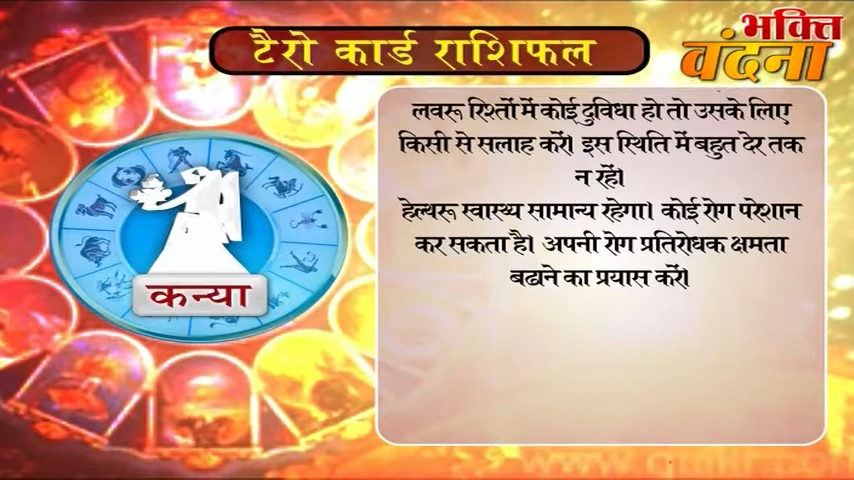 टैरो कार्ड राशिफल
भक्ति
वंदना
लवरू रिश्तों में कोई दुविधा हो तो उसके लिए
किसी से सलाह करें। इस स्थिति में बहुत देर तक
न रहें।
हेल्थरू स्वास्थ्य सामान्य रहेगा। कोई रोग परेशान
कर सकता है। अपनी रोग प्रतिरोधक क्षमता
बढाने का प्रयास करें।
कन्या